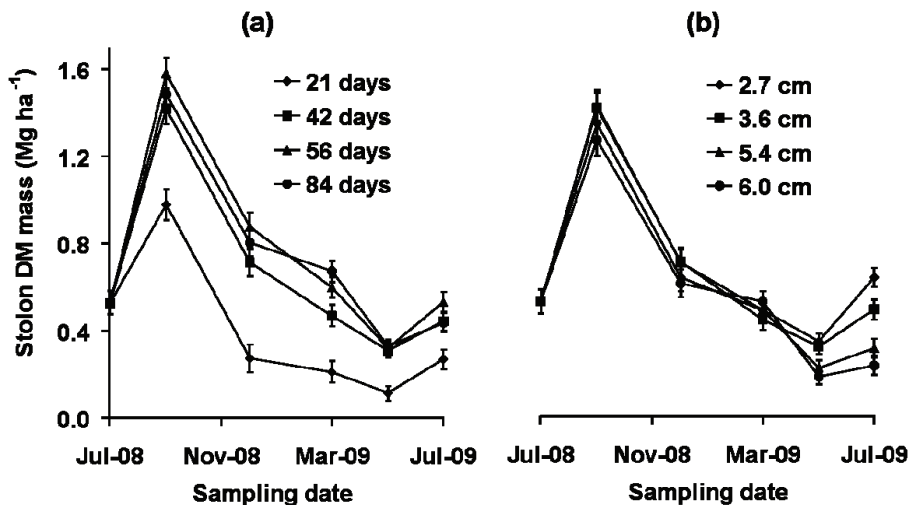 (a)
(b)
Stolon DM mass (Mg ha⁻¹)
1.6
1.2
0.8
0.4
0.0
21 days
42 days
56 days
84 days
2.7 cm
3.6 cm
5.4 cm
6.0 cm
Jul-08 Nov-08 Mar-09 Jul-09
Jul-08 Nov-08 Mar-09 Jul-09
Sampling date
Sampling date